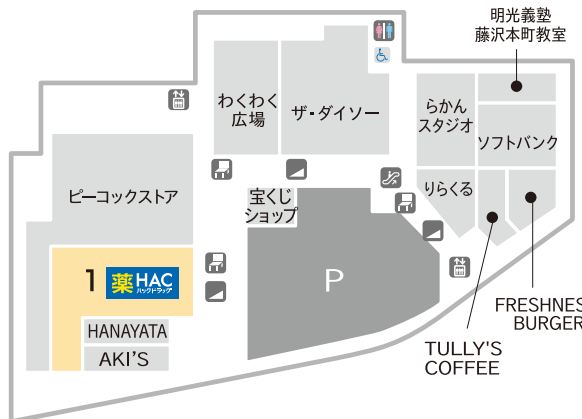 明光義塾
藤沢本町教室
わくわく
広場
ザ・ダイソー
らかん
スタジオ
ソフトバンク
ピーコックストア
宝くじ
ショップ
りらくる
P
1
薬 HAC
ハックドラッグ
HANAYATA
AKI'S
FRESHNES
BURGER
TULLY'S
COFFEE